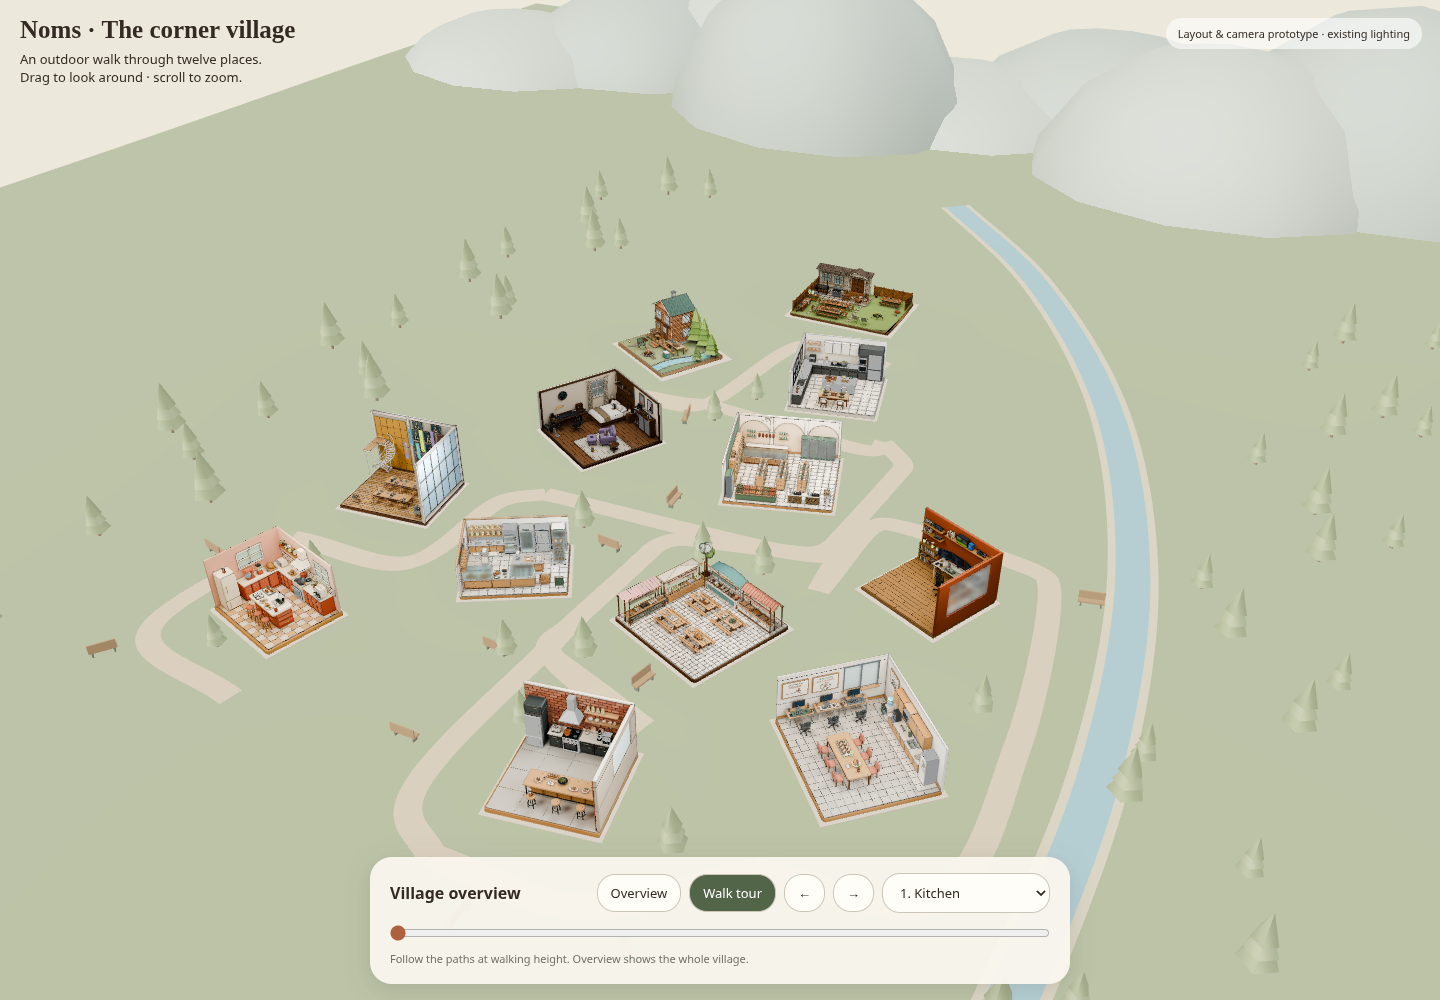 Noms · The corner village
An outdoor walk through twelve places.
Drag to look around · scroll to zoom.
Layout & camera prototype · existing lighting
Village overview
Overview
Walk tour
←
→
1. Kitchen
Follow the paths at walking height. Overview shows the whole village.